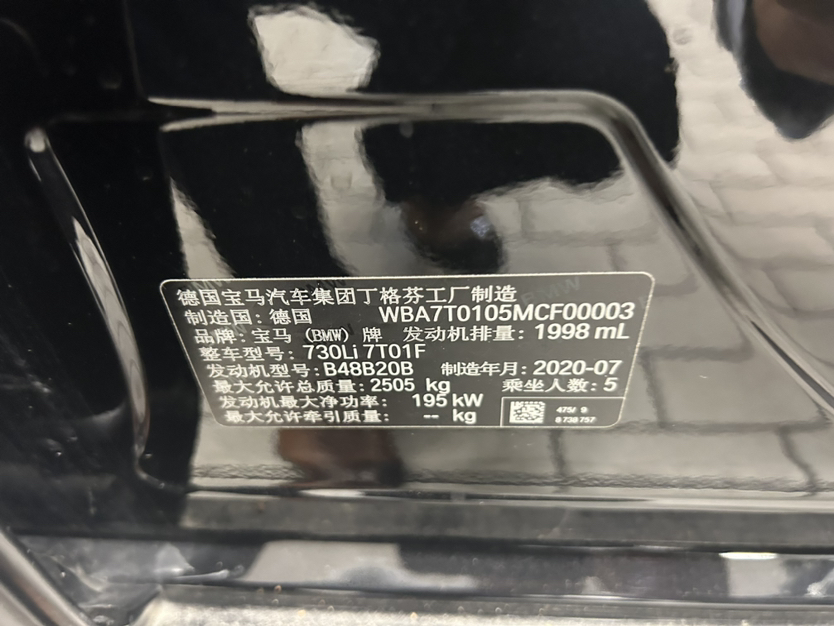 德国宝马汽车集团丁格芬工厂制造
制造国: 德国 WBA7T0105MCF00003
品牌: 宝马 (BMW) 牌 发动机排量: 1998 mL
整车型号: 730Li 7T01F
发动机型号: B48B20B 制造年月: 2020-07
最大允许总质量: 2505 kg 乘坐人数: 5
发动机最大净功率: 195 kW
最大允许牵引质量: -- kg